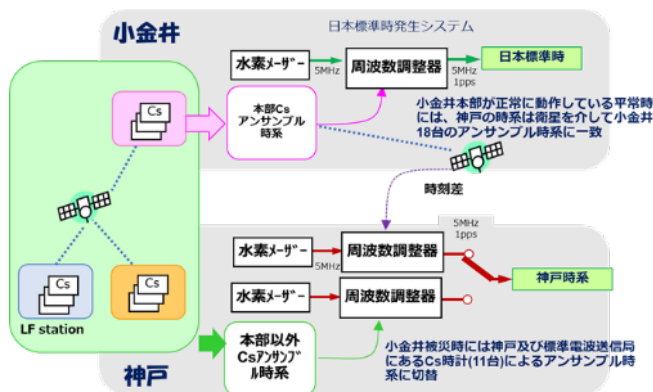 小金井
日本標準時発生システム
水素メーザー
5MHz
周波数調整器
5MHz
1pps
日本標準時
Cs
本部Cs
アンサンブル
時系
小金井本部が正常に動作している平常時
には、神戸の時系は衛星を介して小金井
18台のアンサンブル時系に一致
時刻差
5MHz
1pps
水素メーザー
5MHz
周波数調整器
神戸時系
水素メーザー
周波数調整器
Cs
Cs
LF station
本部以外
Csアンサンブ
ル時系
小金井被災時には神戸及び標準電波送信局
にあるCs時計(11台)によるアンサンブル時
系に切替
神戸